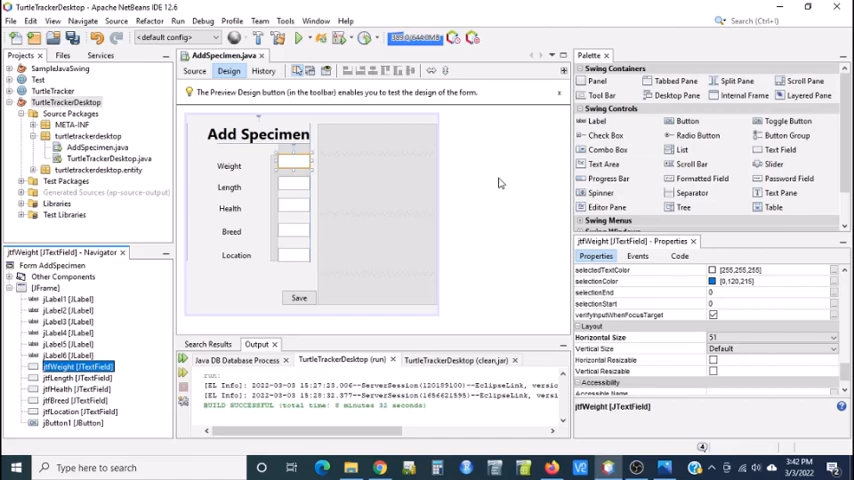 TurtleTrackerDesktop - Apache NetBeans IDE 12.6
File Edit View Navigate Source Refactor Run Debug Profile Team Tools Window Help
Search (Ctrl+I)
<default config>
Projects × Files Services
SampleJavaSwing
Test
TurtleTracker
TurtleTrackerDesktop
Source Packages
META-INF
turtletrackerdesktop
AddSpecimen.java
TurtleTrackerDesktop.java
turtletrackerdesktop.entity
Test Packages
Generated Sources (ap-source-output)
Libraries
Test Libraries
jtfWeight [JTextField] - Navigator ×
Form AddSpecimen
Other Components
[JFrame]
jLabel1 [JLabel]
jLabel2 [JLabel]
jLabel3 [JLabel]
jLabel4 [JLabel]
jLabel5 [JLabel]
jLabel6 [JLabel]
jtfWeight [JTextField]
jtfLength [JTextField]
jtfHealth [JTextField]
jtfBreed [JTextField]
jtfLocation [JTextField]
jButton1 [JButton]
AddSpecimen.java ×
Source Design History
The Preview Design button (in the toolbar) enables you to test the design of the form. x
Add Specimen
Weight
Length
Health
Breed
Location
Save
Search Results Output ×
Java DB Database Process × TurtleTrackerDesktop (run) × TurtleTrackerDesktop (clean,jar) ×
run:
[EL Info]: 2022-03-03 15:27:23.006--ServerSession(120189100)--EclipseLink, versio
[EL Info]: 2022-03-03 15:28:32.377--ServerSession(1656621595)--EclipseLink, versi
BUILD SUCCESSFUL (total time: 8 minutes 32 seconds)
Palette ×
Swing Containers
Panel Tabbed Pane Split Pane Scroll Pane
Tool Bar Desktop Pane Internal Frame Layered Pane
Swing Controls
Label Button Toggle Button
Check Box Radio Button Button Group
Combo Box List Text Field
Text Area Scroll Bar Slider
Progress Bar Formatted Field Password Field
Spinner Separator Text Pane
Editor Pane Tree Table
Swing Menus
jtfWeight [JTextField] - Properties ×
Properties Events Code
selectedTextColor [255,255,255]
selectionColor [0,120,215]
selectionEnd 0
selectionStart 0
verifyInputWhenFocusTarget
Layout
Horizontal Size 51
Vertical Size Default
Horizontal Resizable
Vertical Resizable
Accessibility
Accessible Name
jtfWeight [JTextField]
4
Type here to search
3:42 PM
3/3/2022